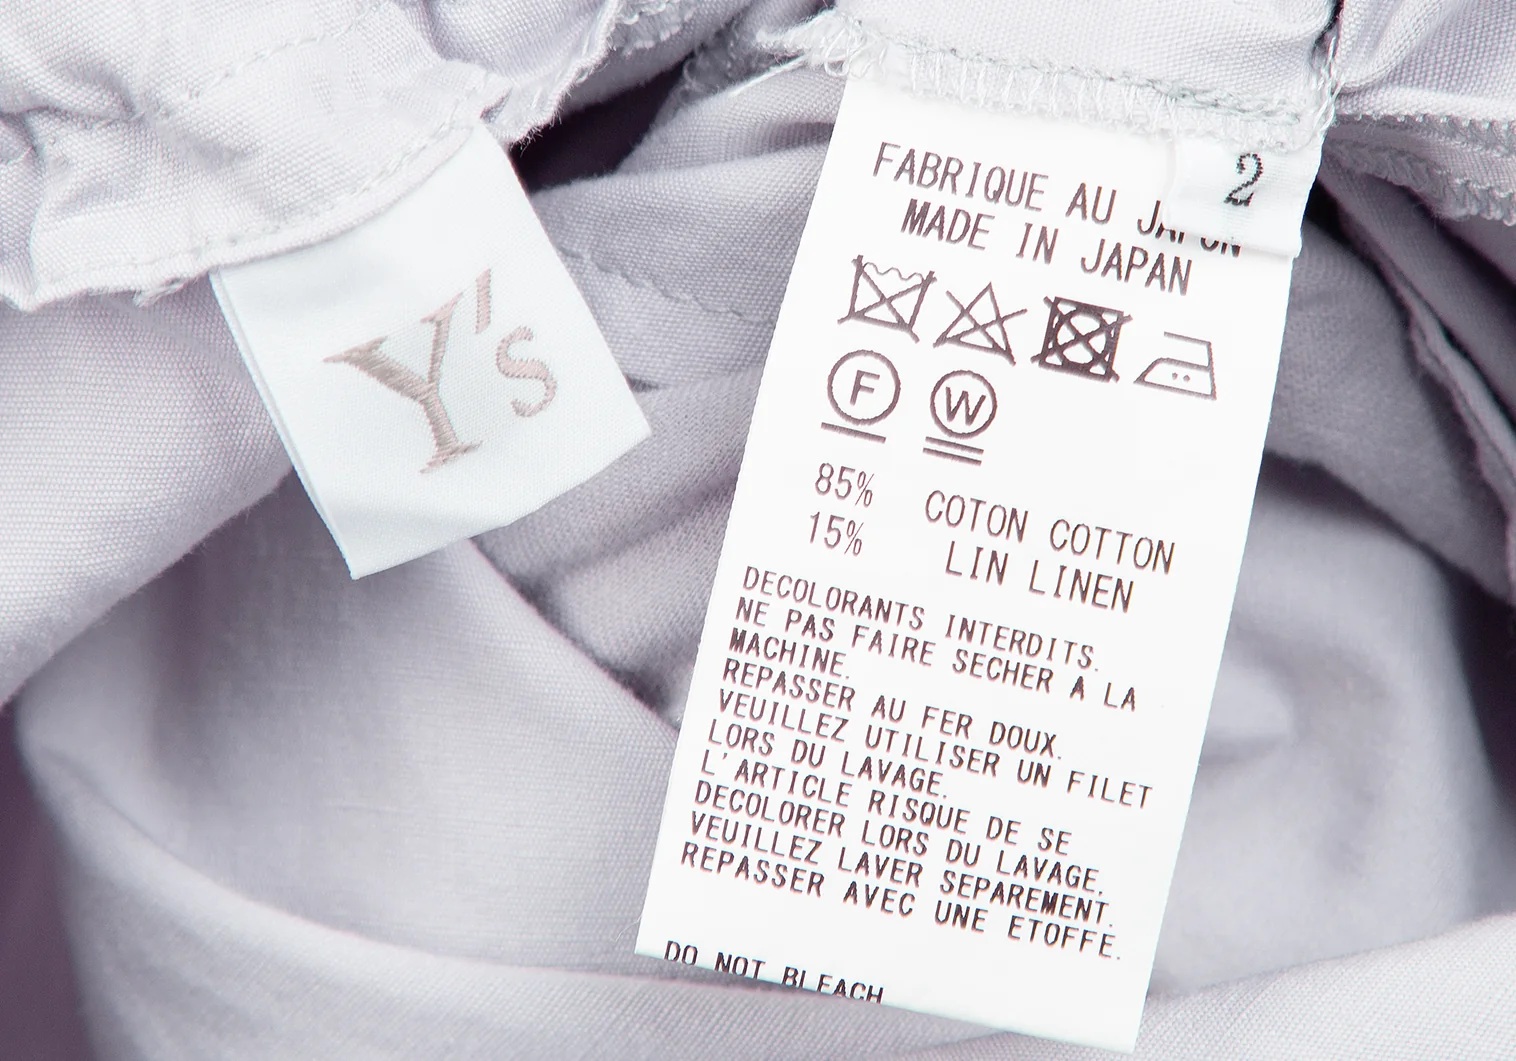 Y's
2
FABRIQUE AU JAPON
MADE IN JAPAN
F W
85% COTON COTTON
15% LIN LINEN
DECOLORANTS INTERDITS.
NE PAS FAIRE SECHER A LA
MACHINE.
REPASSER AU FER DOUX.
VEUILLEZ UTILISER UN FILET
LORS DU LAVAGE.
L'ARTICLE RISQUE DE SE
DECOLORER LORS DU LAVAGE.
VEUILLEZ LAVER SEPAREMENT.
REPASSER AVEC UNE ETOFFE.
DO NOT BLEACH